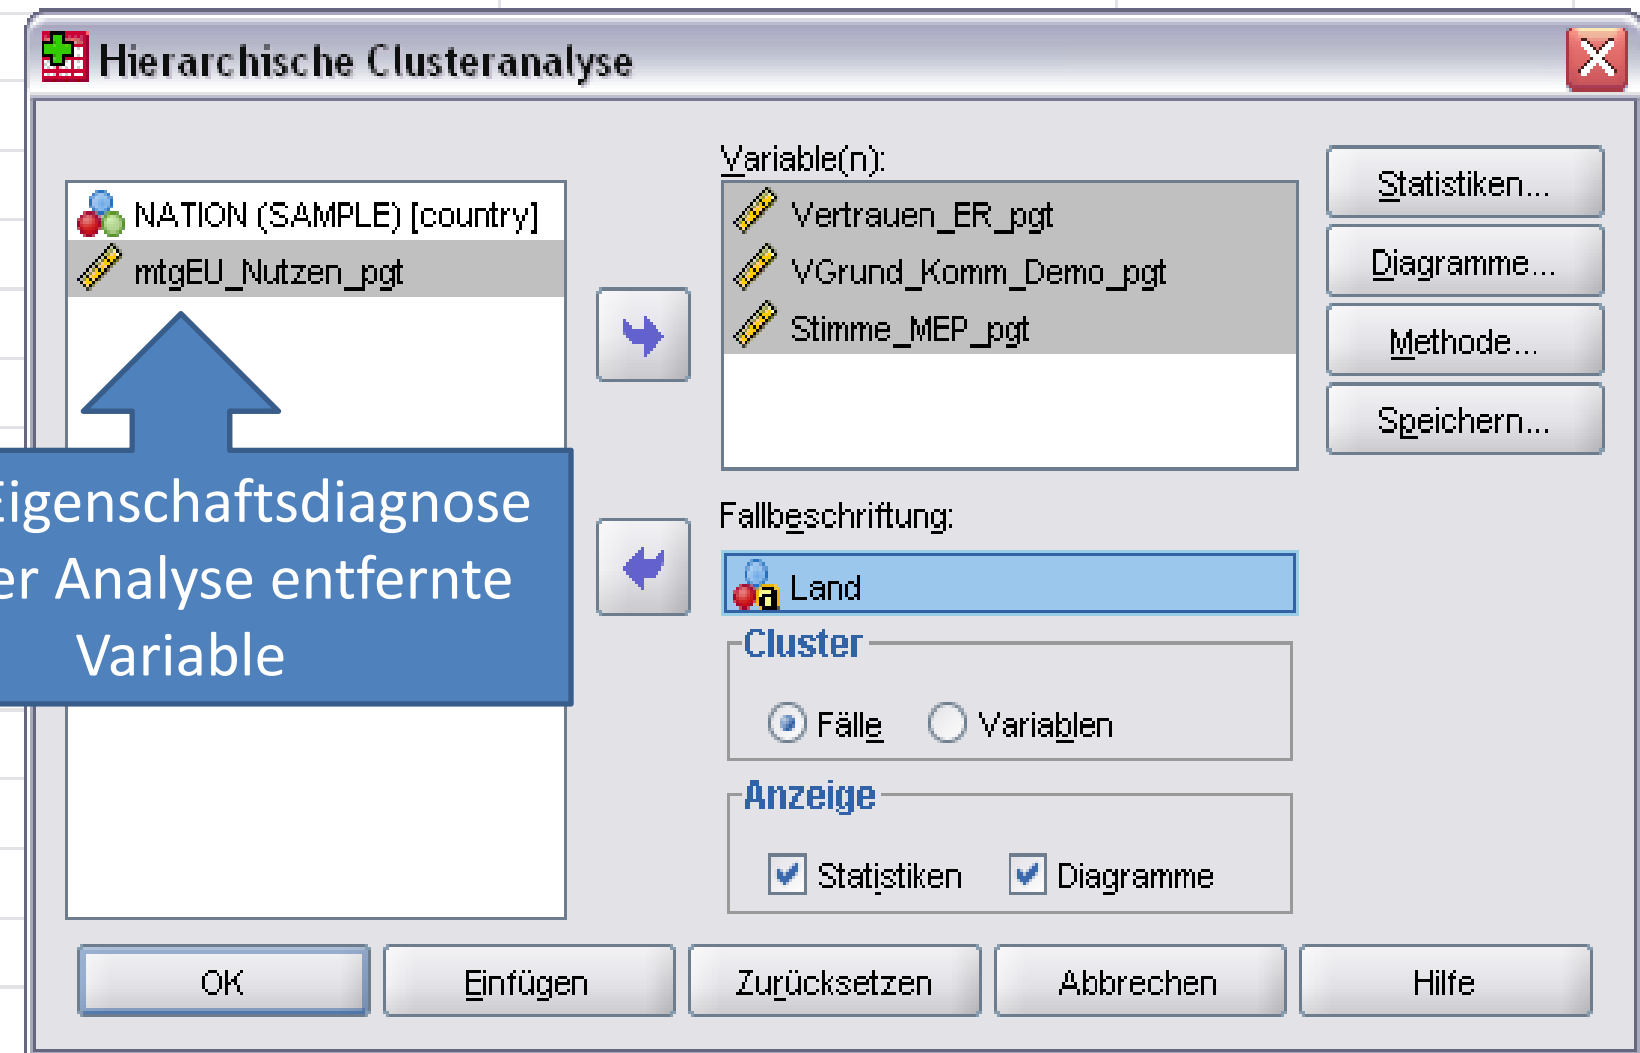 Hierarchische Clusteranalyse
NATION (SAMPLE) [country]
mtgEU_Nutzen_pgt
Eigenschaftsdiagnose
er Analyse entfernte
Variable
Variable(n):
Vertrauen_ER_pgt
VGrund_Komm_Demo_pgt
Stimme_MEP_pgt
Fallbeschriftung:
Land
Cluster
Fälle Variablen
Anzeige
Statistiken Diagramme
Statistiken...
Diagramme...
Methode...
Speichern...
OK Einfügen Zurücksetzen Abbrechen Hilfe